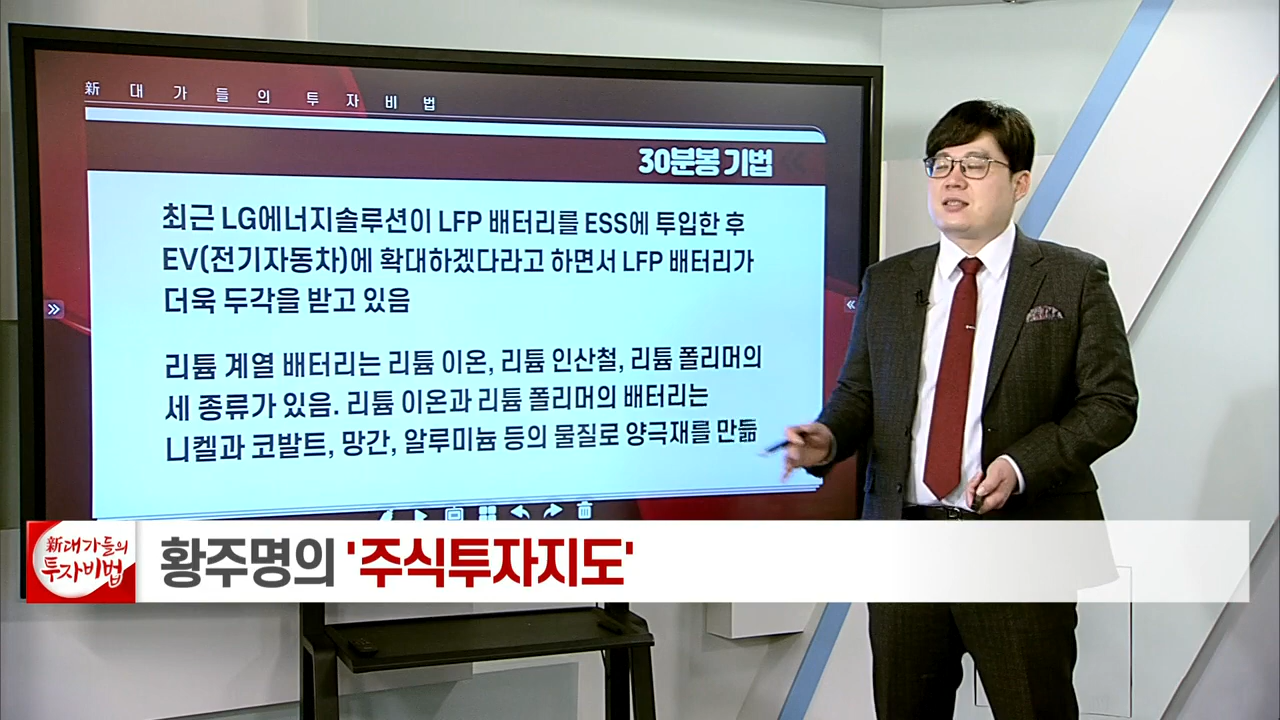 新 대 가 들 의 투 자 비 법
30분봉 기법
최근 LG에너지솔루션이 LFP 배터리를 ESS에 투입한 후
EV(전기자동차)에 확대하겠다라고 하면서 LFP 배터리가
더욱 두각을 받고 있음
리튬 계열 배터리는 리튬 이온, 리튬 인산철, 리튬 폴리머의
세 종류가 있음. 리튬 이온과 리튬 폴리머의 배터리는
니켈과 코발트, 망간, 알루미늄 등의 물질로 양극재를 만듦
新대가들의
투자비법
황주명의 '주식투자지도'